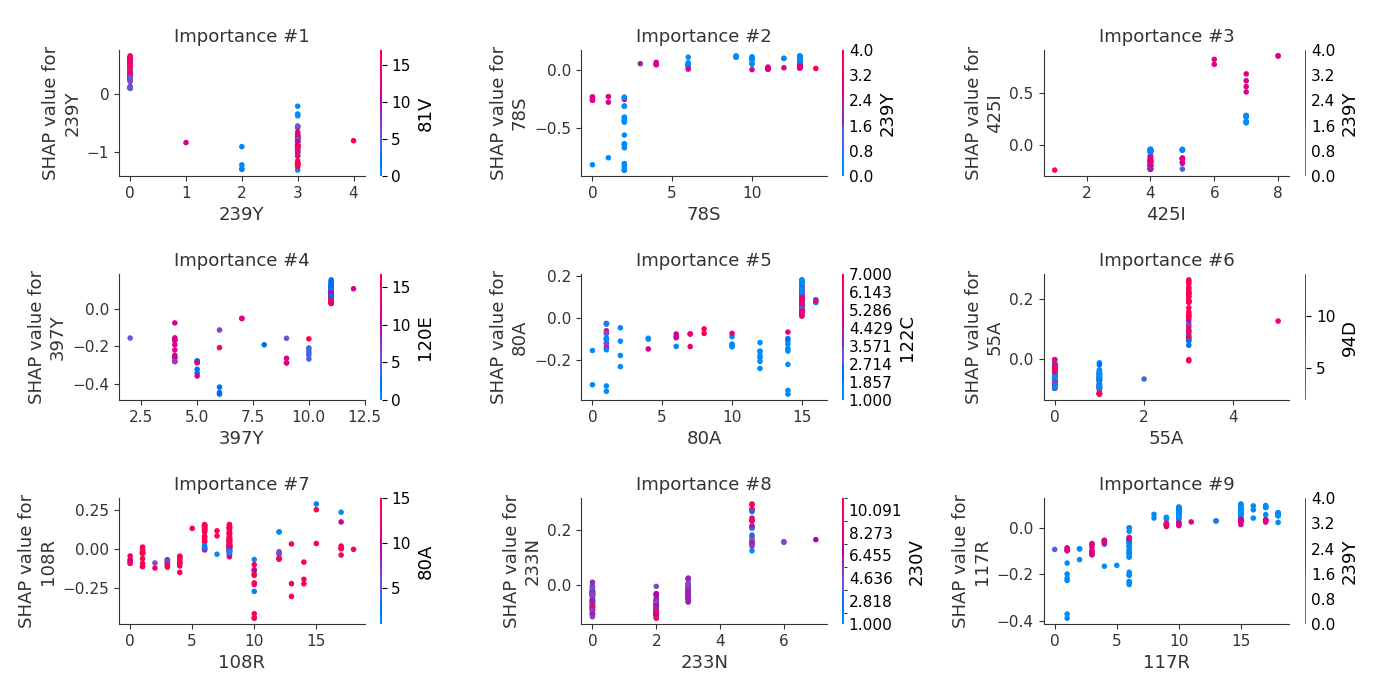 Importance #1
SHAP value for
239Y
0
−1
0
1
2
3
4
239Y
15
10
5
0
81V
Importance #2
SHAP value for
78S
0.0
−0.5
0
5
10
78S
4.0
3.2
2.4
1.6
0.8
0.0
239Y
Importance #3
SHAP value for
425I
0.5
0.0
2
4
6
8
425I
4.0
3.2
2.4
1.6
0.8
0.0
239Y
Importance #4
SHAP value for
397Y
0.0
−0.2
−0.4
2.5
5.0
7.5
10.0
12.5
397Y
15
10
5
0
120E
Importance #5
SHAP value for
80A
0.2
0.0
−0.2
0
5
10
15
80A
7.000
6.143
5.286
4.429
3.571
2.714
1.857
1.000
122C
Importance #6
SHAP value for
55A
0.2
0.0
0
2
4
55A
10
5
94D
Importance #7
SHAP value for
108R
0.25
0.00
−0.25
0
5
10
15
108R
15
10
5
80A
Importance #8
SHAP value for
233N
0.2
0.0
0
2
4
6
233N
10.091
8.273
6.455
4.636
2.818
1.000
230V
Importance #9
SHAP value for
117R
0.0
−0.2
−0.4
0
5
10
15
117R
4.0
3.2
2.4
1.6
0.8
0.0
239Y